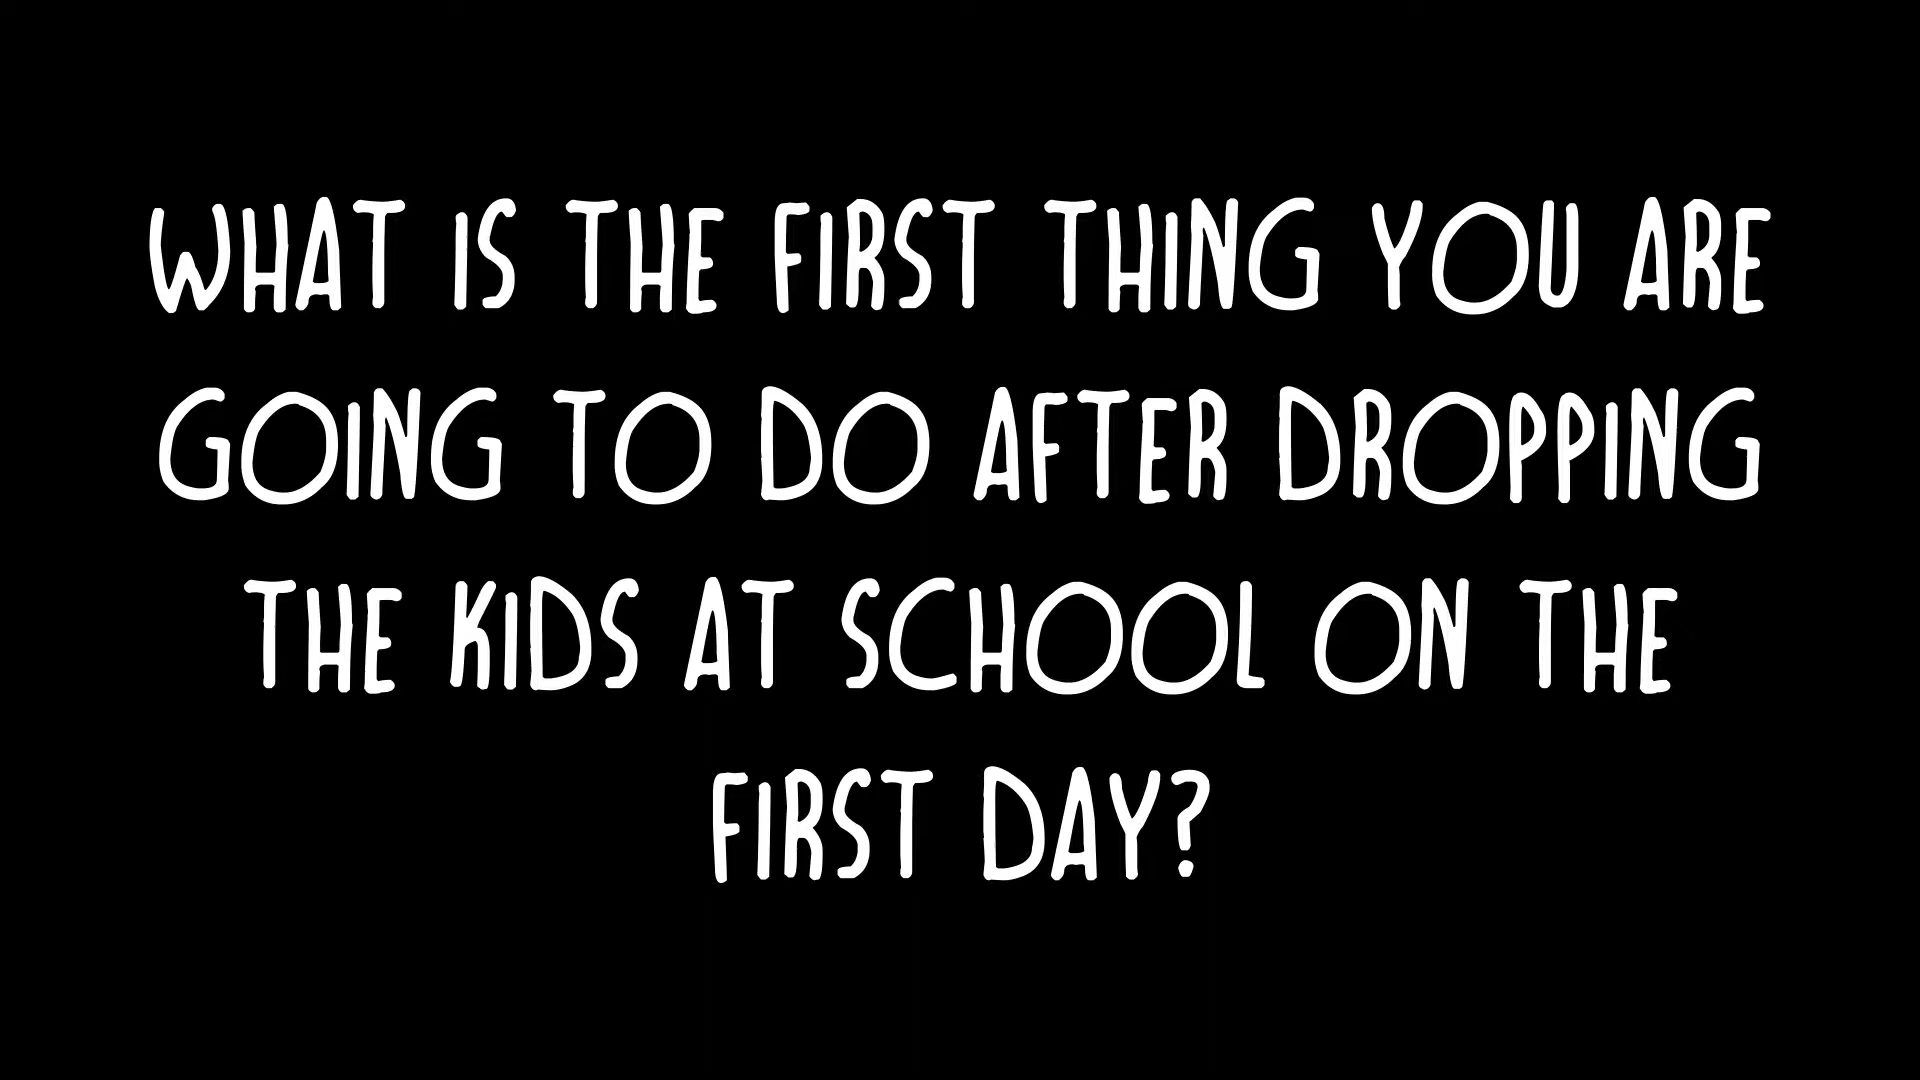 WHAT IS THE FIRST THING YOU ARE
GOING TO DO AFTER DROPPING
THE KIDS AT SCHOOL ON THE
FIRST DAY?